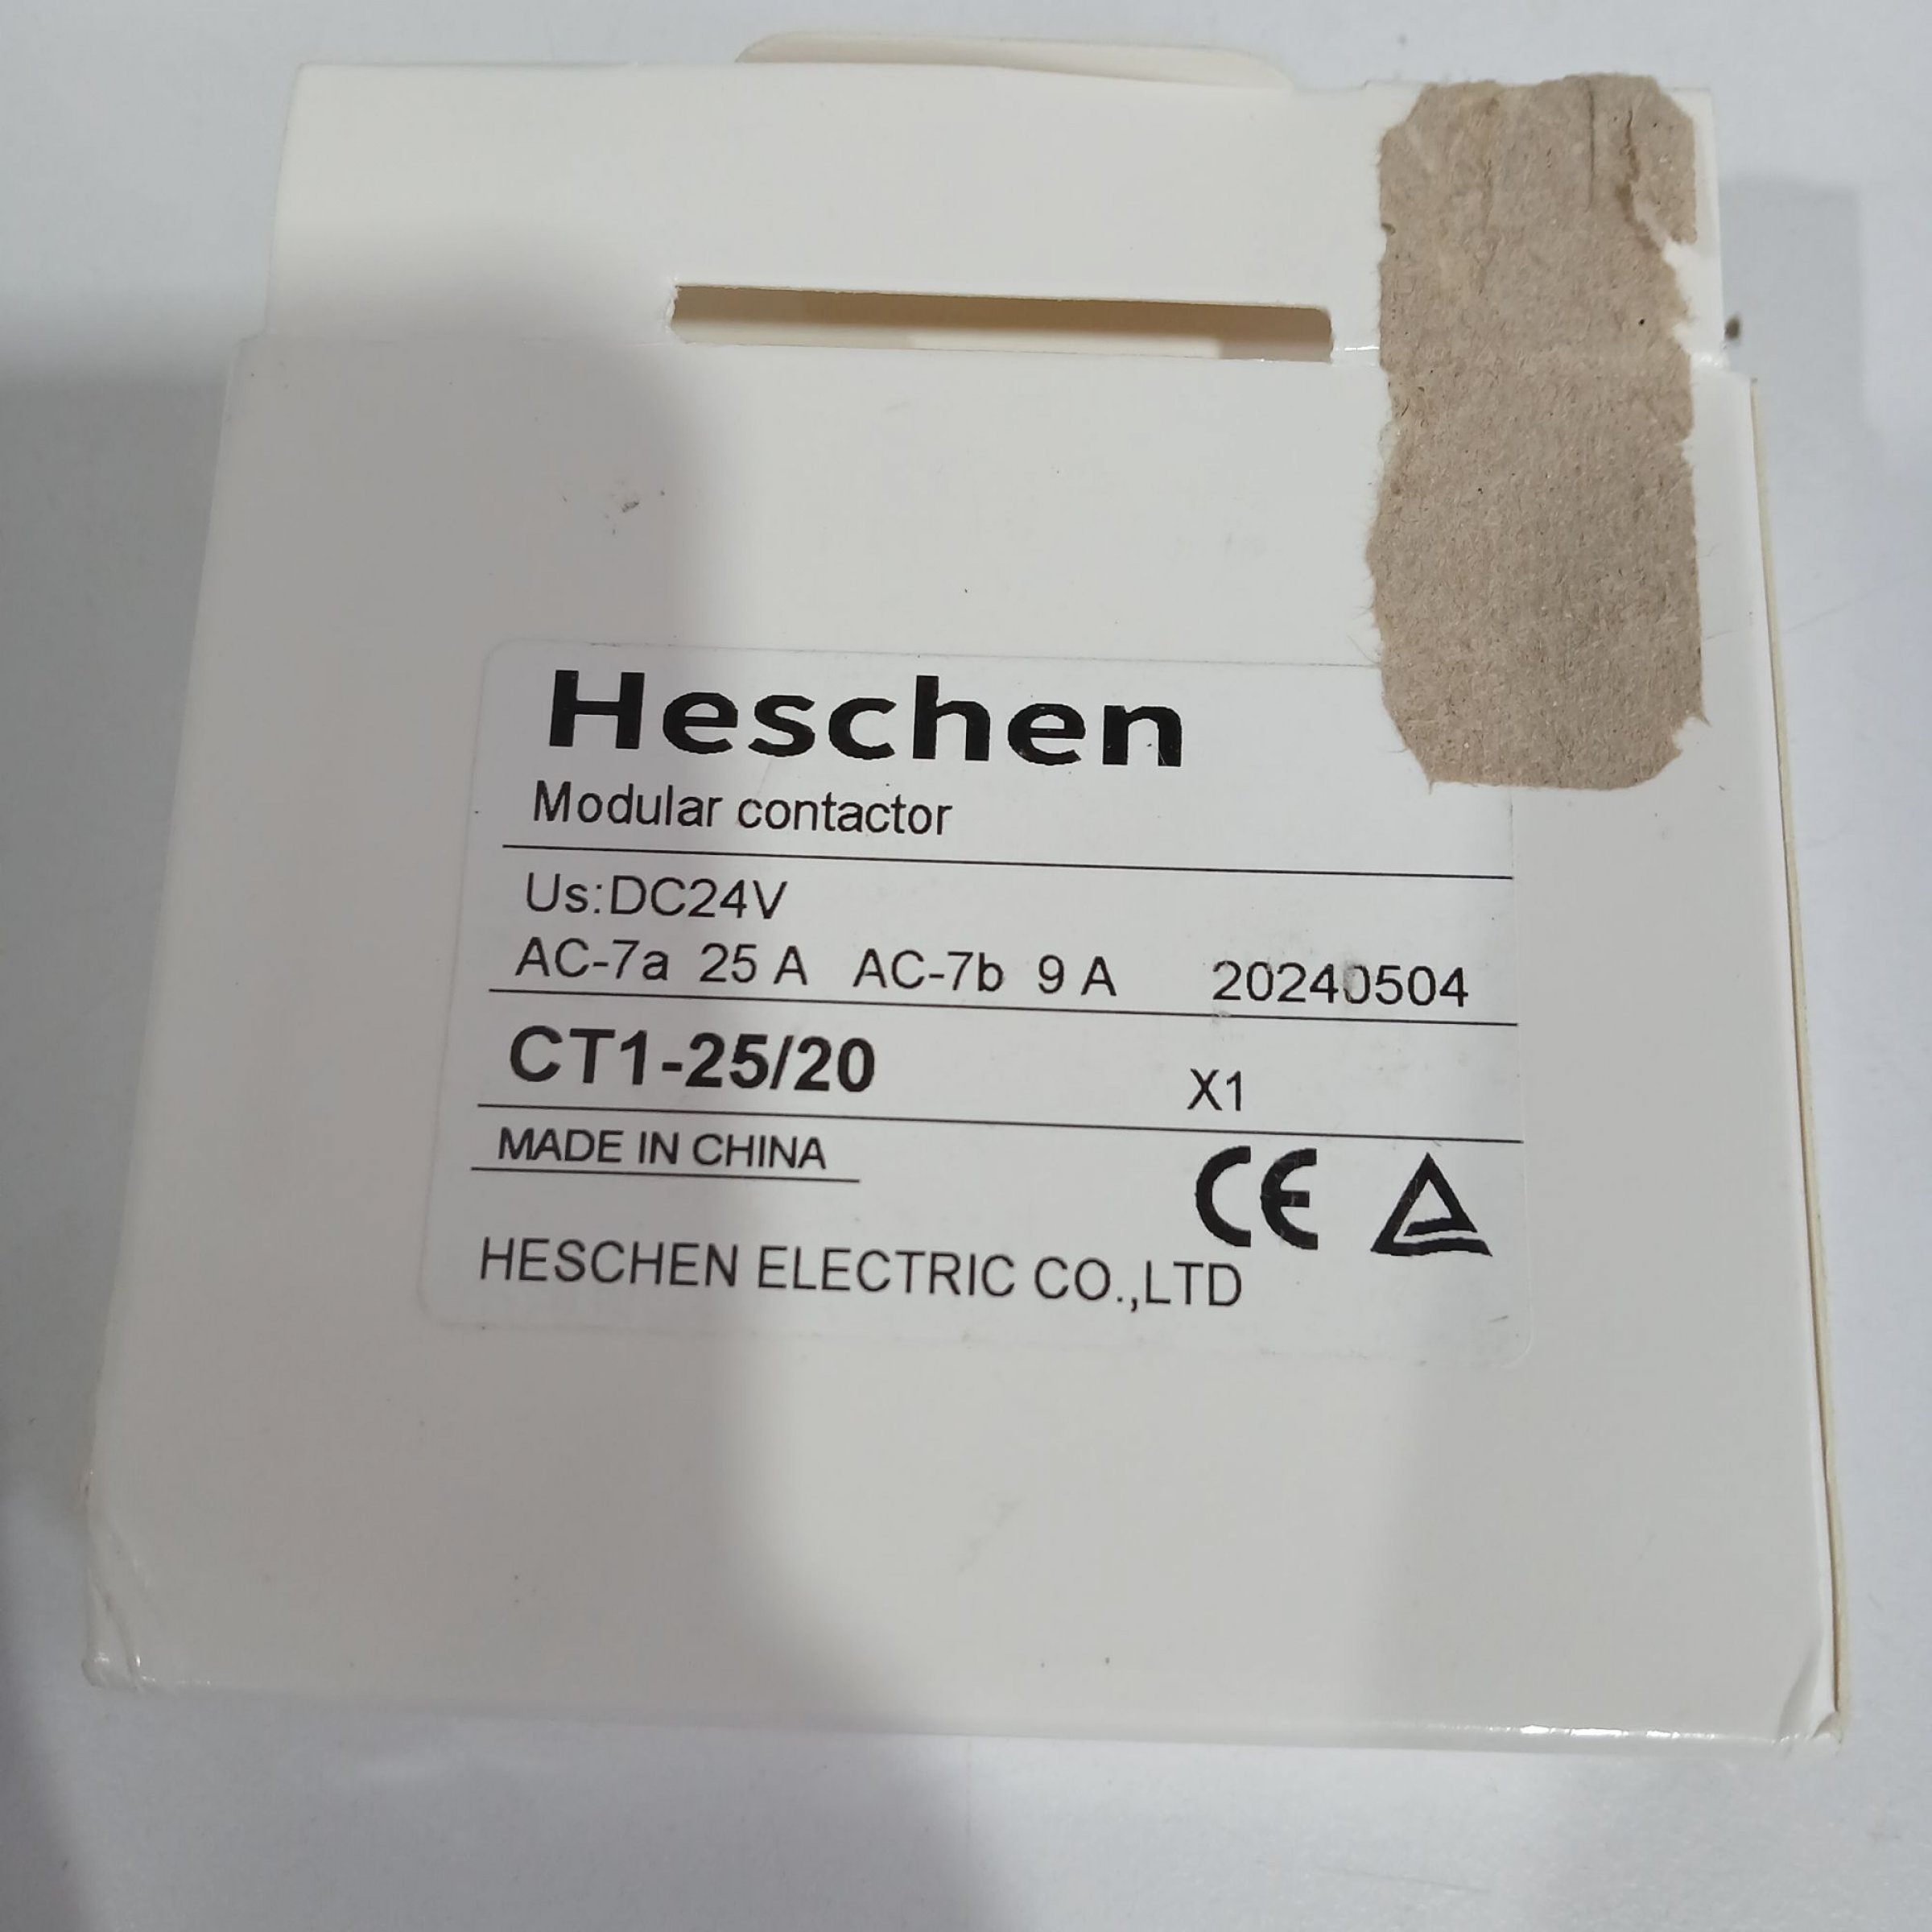 Heschen
Modular contactor
Us:DC24V
AC-7a 25 A AC-7b 9 A 20240504
CT1-25/20 X1
MADE IN CHINA
CE
HESCHEN ELECTRIC CO.,LTD